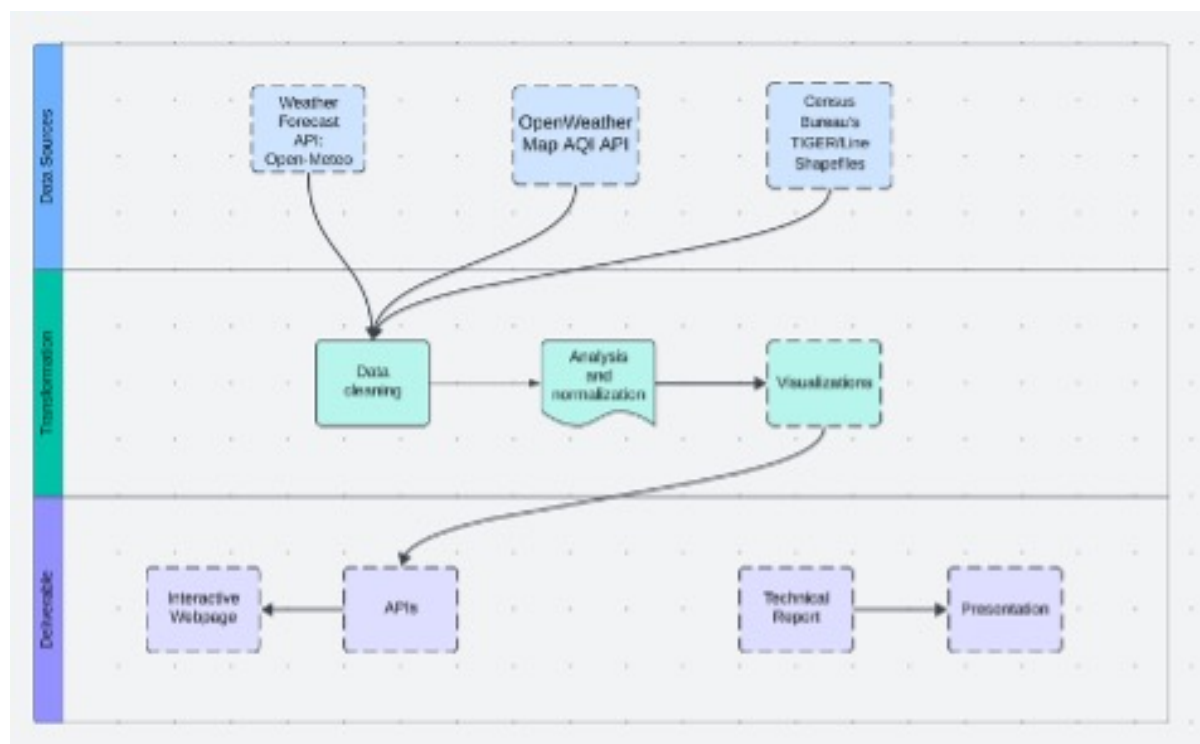 Data Sources
Weather
Forecast
API:
Open-Meteo
OpenWeather
Map AQI API
Census
Bureau's
TIGER/Line
Shapefiles
Transformation
Data
cleaning
Analysis
and
normalization
Visualizations
Deliverable
Interactive
Webpage
APIs
Technical
Report
Presentation